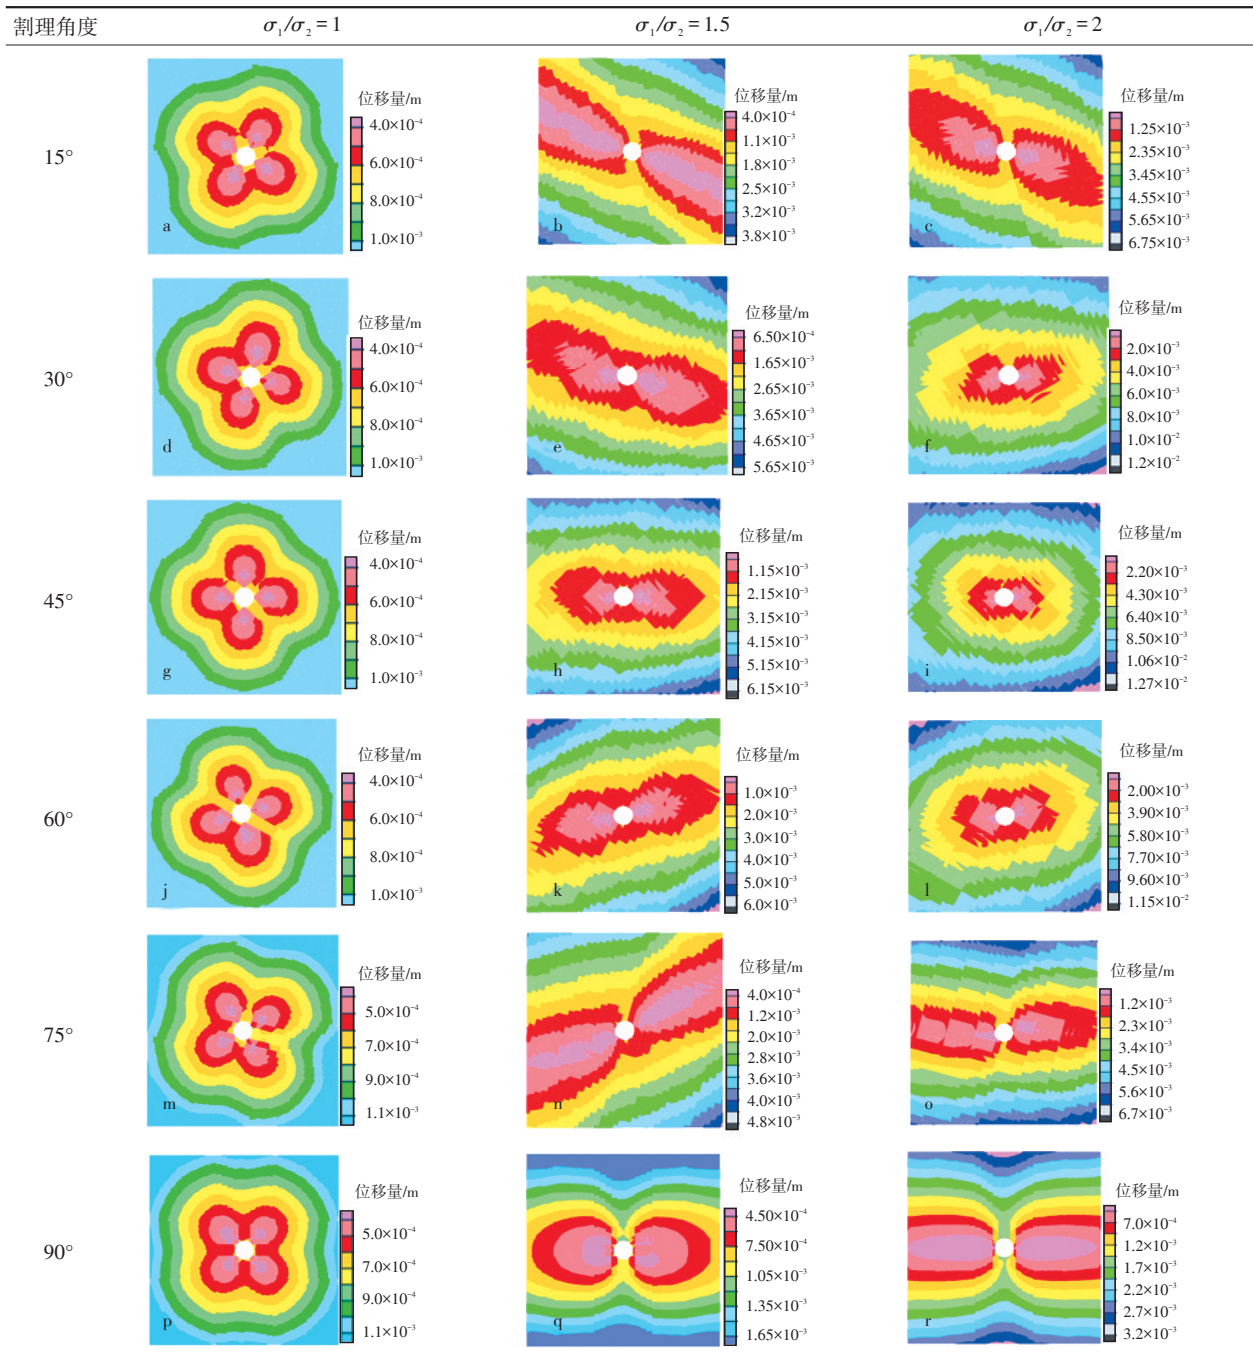 割理角度 σ₁/σ₂ = 1 σ₁/σ₂ = 1.5 σ₁/σ₂ = 2
15°
位移量/m
4.0×10⁻⁴
6.0×10⁻⁴
8.0×10⁻⁴
1.0×10⁻³
a
位移量/m
4.0×10⁻⁴
1.1×10⁻³
1.8×10⁻³
2.5×10⁻³
3.2×10⁻³
3.8×10⁻³
b
位移量/m
1.25×10⁻³
2.35×10⁻³
3.45×10⁻³
4.55×10⁻³
5.65×10⁻³
6.75×10⁻³
c
30°
位移量/m
4.0×10⁻⁴
6.0×10⁻⁴
8.0×10⁻⁴
1.0×10⁻³
d
位移量/m
6.50×10⁻⁴
1.65×10⁻³
2.65×10⁻³
3.65×10⁻³
4.65×10⁻³
5.65×10⁻³
e
位移量/m
2.0×10⁻³
4.0×10⁻³
6.0×10⁻³
8.0×10⁻³
1.0×10⁻²
1.2×10⁻²
f
45°
位移量/m
4.0×10⁻⁴
6.0×10⁻⁴
8.0×10⁻⁴
1.0×10⁻³
g
位移量/m
1.15×10⁻³
2.15×10⁻³
3.15×10⁻³
4.15×10⁻³
5.15×10⁻³
6.15×10⁻³
h
位移量/m
2.20×10⁻³
4.30×10⁻³
6.40×10⁻³
8.50×10⁻³
1.06×10⁻²
1.27×10⁻²
i
60°
位移量/m
4.0×10⁻⁴
6.0×10⁻⁴
8.0×10⁻⁴
1.0×10⁻³
j
位移量/m
1.0×10⁻³
2.0×10⁻³
3.0×10⁻³
4.0×10⁻³
5.0×10⁻³
6.0×10⁻³
k
位移量/m
2.00×10⁻³
3.90×10⁻³
5.80×10⁻³
7.70×10⁻³
9.60×10⁻³
1.15×10⁻²
l
75°
位移量/m
5.0×10⁻⁴
7.0×10⁻⁴
9.0×10⁻⁴
1.1×10⁻³
m
位移量/m
4.0×10⁻⁴
1.2×10⁻³
2.0×10⁻³
2.8×10⁻³
3.6×10⁻³
4.0×10⁻³
4.8×10⁻³
n
位移量/m
1.2×10⁻³
2.3×10⁻³
3.4×10⁻³
4.5×10⁻³
5.6×10⁻³
6.7×10⁻³
o
90°
位移量/m
5.0×10⁻⁴
7.0×10⁻⁴
9.0×10⁻⁴
1.1×10⁻³
p
位移量/m
4.50×10⁻⁴
7.50×10⁻⁴
1.05×10⁻³
1.35×10⁻³
1.65×10⁻³
q
位移量/m
7.0×10⁻⁴
1.2×10⁻³
1.7×10⁻³
2.2×10⁻³
2.7×10⁻³
3.2×10⁻³
r